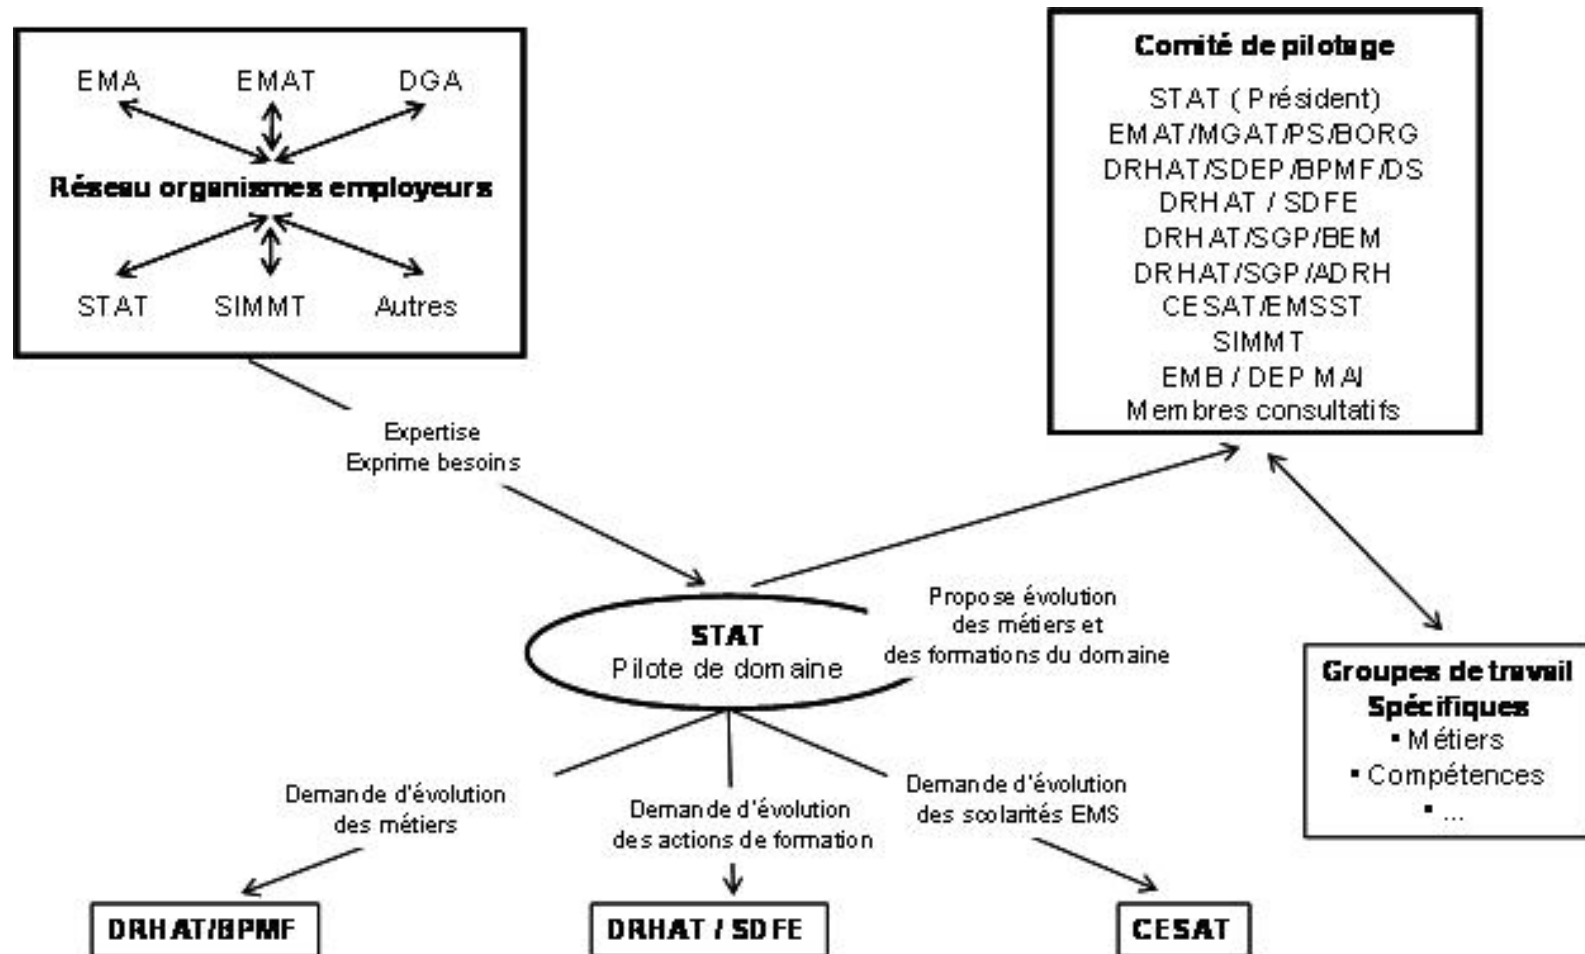 EMA EMAT DGA
Réseau organismes employeurs
STAT SIMMT Autres
Comité de pilotage
STAT ( Président)
EMAT/MGAT/PS/BORG
DRHAT/SDEP/BPMF/DS
DRHAT / SDFE
DRHAT/SGP/BEM
DRHAT/SGP/ADRH
CESAT/EMSST
SIMMT
EMB / DEP MAI
Membres consultatifs
Expertise
Exprime besoins
STAT
Pilote de domaine
Propose évolution
des métiers et
des formations du domaine
Groupes de travail
Spécifiques
▪ Métiers
▪ Compétences
▪ ...
Demande d'évolution
des métiers
Demande d'évolution
des actions de formation
Demande d'évolution
des scolarités EMS
DRHAT/BPMF
DRHAT / SDFE
CESAT